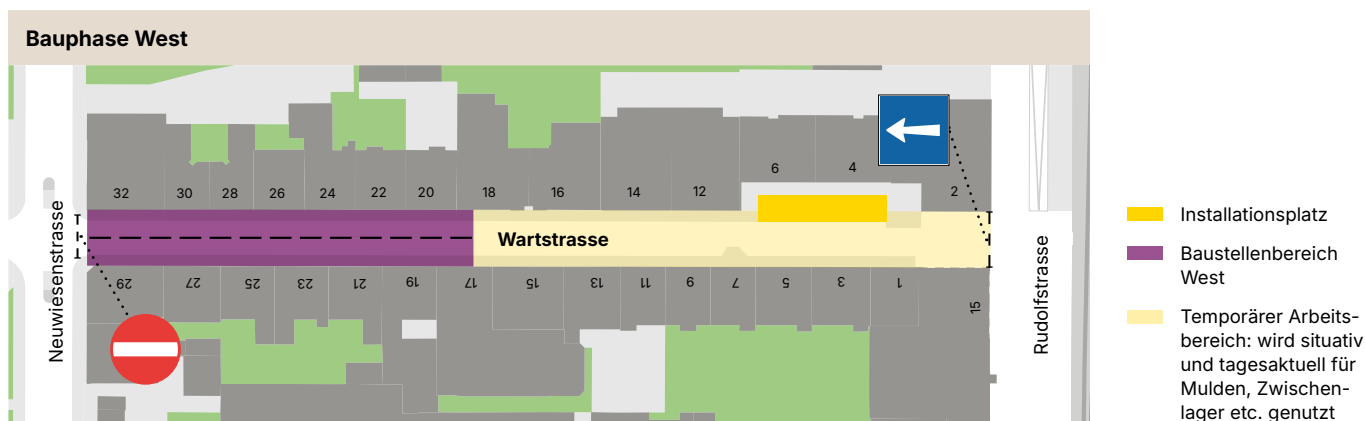 Bauphase West
32 30 28 26 24 22 20 18 16 14 12 6 4 2
Neuwiesenstrasse
Wartstrasse
Rudolfstrasse
29 27 25 23 21 19 17 15 13 11 9 7 5 3 1
15
Installationsplatz
Baustellenbereich
West
Temporärer Arbeits-
bereich: wird situativ
und tagesaktuell für
Mulden, Zwischen-
lager etc. genutzt